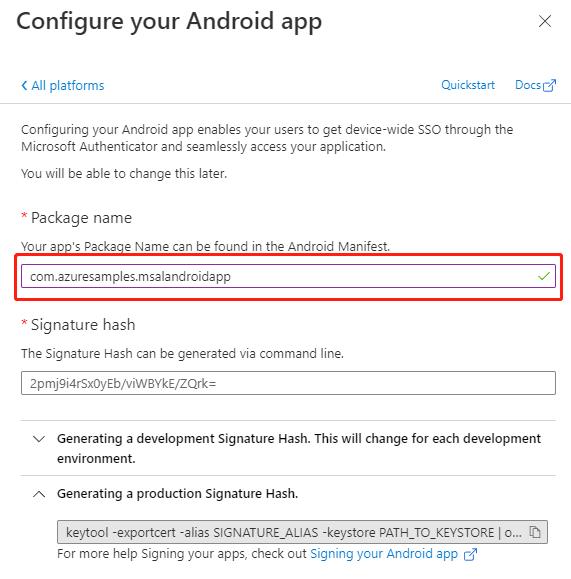 Configure your Android app
All platforms
Quickstart
Docs
Configuring your Android app enables your users to get device-wide SSO through the
Microsoft Authenticator and seamlessly access your application.
You will be able to change this later.
* Package name
Your app's Package Name can be found in the Android Manifest.
com.azuresamples.msalandroidapp
* Signature hash
The Signature Hash can be generated via command line.
2pmj9i4rSx0yEb/viWBYkE/ZQrk=
Generating a development Signature Hash. This will change for each development
environment.
Generating a production Signature Hash.
keytool -exportcert -alias SIGNATURE_ALIAS -keystore PATH_TO_KEYSTORE | o...
For more help Signing your apps, check out Signing your Android app